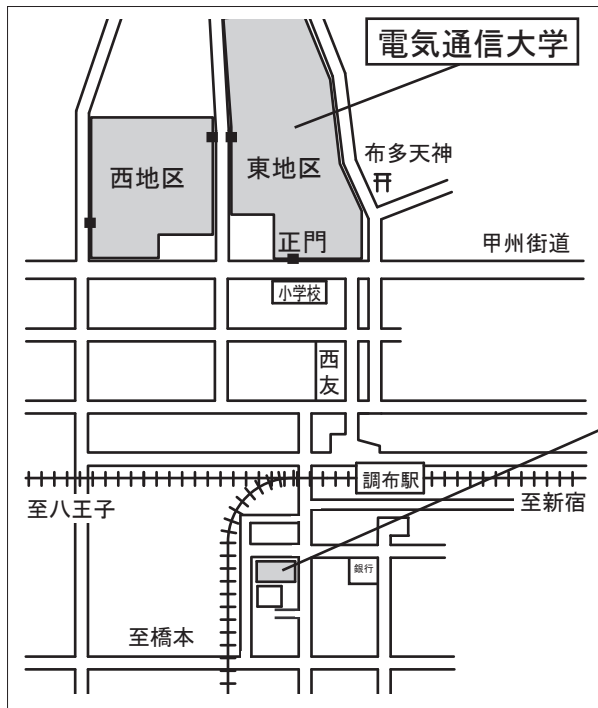 電気通信大学
布多天神
西地区
東地区
正門
甲州街道
小学校
西友
調布駅
至八王子
至新宿
銀行
至橋本